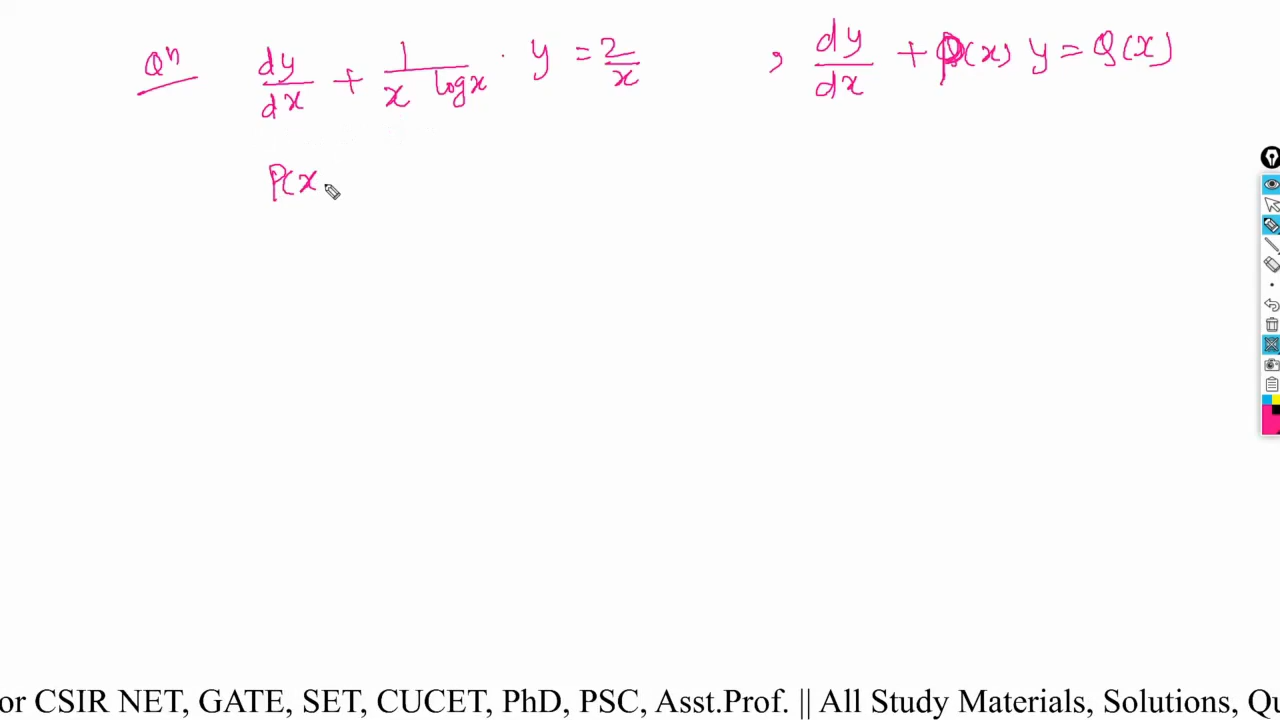 Qn dy/dx + 1/(x log x) · y = 2/x , dy/dx + P(x) y = Q(x)
P(x
or CSIR NET, GATE, SET, CUCET, PhD, PSC, Asst.Prof. || All Study Materials, Solutions, Qu